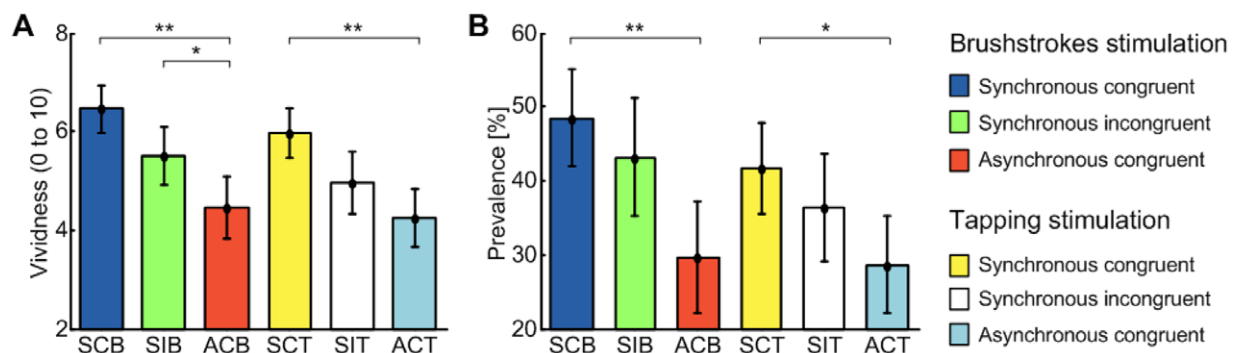 A
Vividness (0 to 10)
8
6
4
2
**
*
**
SCB SIB ACB SCT SIT ACT
B
Prevalence [%]
60
50
40
30
20
**
*
SCB SIB ACB SCT SIT ACT
Brushstrokes stimulation
Synchronous congruent
Synchronous incongruent
Asynchronous congruent
Tapping stimulation
Synchronous congruent
Synchronous incongruent
Asynchronous congruent